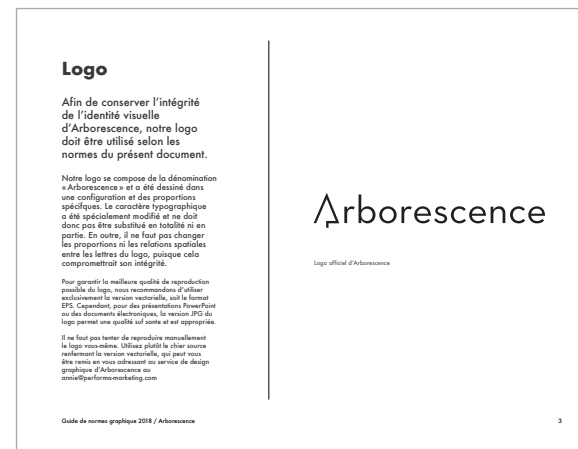 Logo
Afin de conserver l'intégrité
de l'identité visuelle
d'Arborescence, notre logo
doit être utilisé selon les
normes du présent document.
Notre logo se compose de la dénomination
« Arborescence » et a été dessiné dans
une configuration et des proportions
spécifques. Le caractère typographique
a été spécialement modifié et ne doit
donc pas être substitué en totalité ni en
partie. En outre, il ne faut pas changer
les proportions ni les relations spatiales
entre les lettres du logo, puisque cela
compromettrait son intégrité.
Pour garantir la meilleure qualité de reproduction
possible du logo, nous recommandons d'utiliser
exclusivement la version vectorielle, soit le format
EPS. Cependant, pour des présentations PowerPoint
ou des documents électroniques, la version JPG du
logo permet une qualité suf sante et est appropriée.
Il ne faut pas tenter de reproduire manuellement
le logo vous-même. Utilisez plutôt le chier source
renfermant la version vectorielle, qui peut vous
être remis en vous adressant au service de design
graphique d'Arborescence au
annie@performa-marketing.com
Arborescence
Logo officiel d'Arborescence
Guide de normes graphique 2018 / Arborescence
3